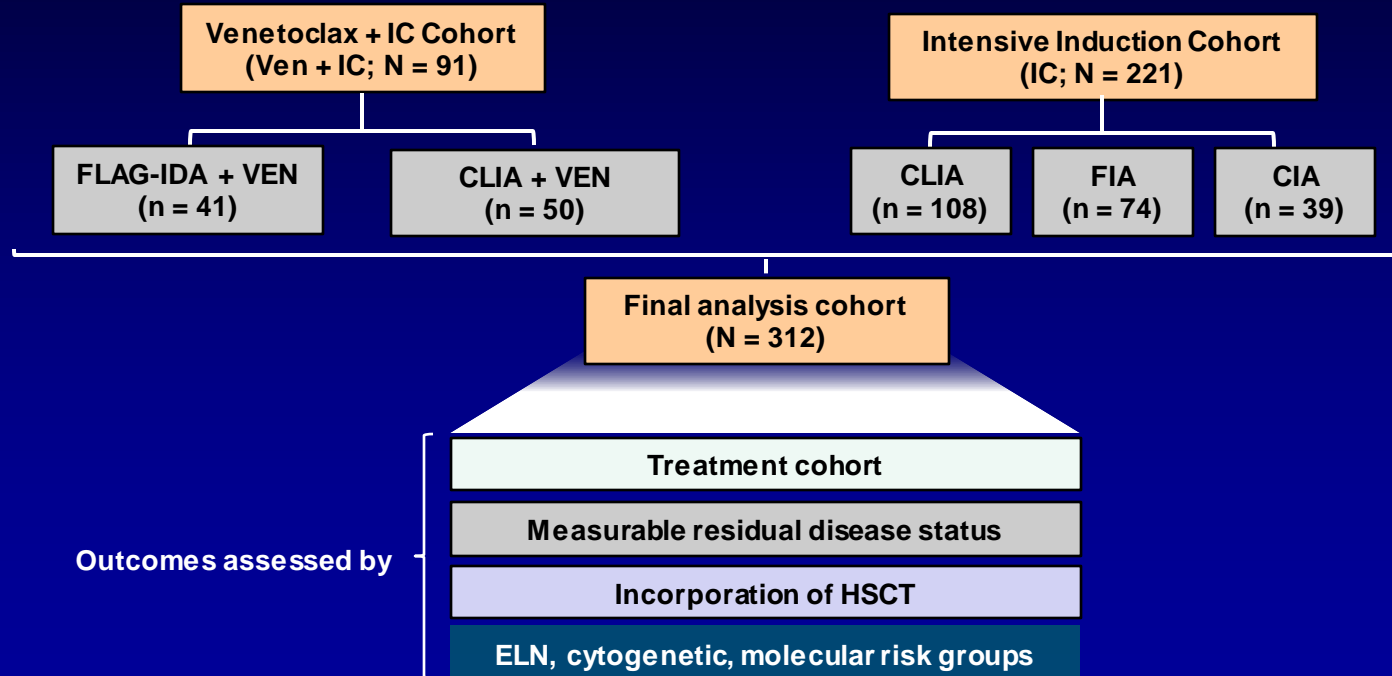 Venetoclax + IC Cohort
(Ven + IC; N = 91)
Intensive Induction Cohort
(IC; N = 221)
FLAG-IDA + VEN
(n = 41)
CLIA + VEN
(n = 50)
CLIA
(n = 108)
FIA
(n = 74)
CIA
(n = 39)
Final analysis cohort
(N = 312)
Outcomes assessed by
Treatment cohort
Measurable residual disease status
Incorporation of HSCT
ELN, cytogenetic, molecular risk groups